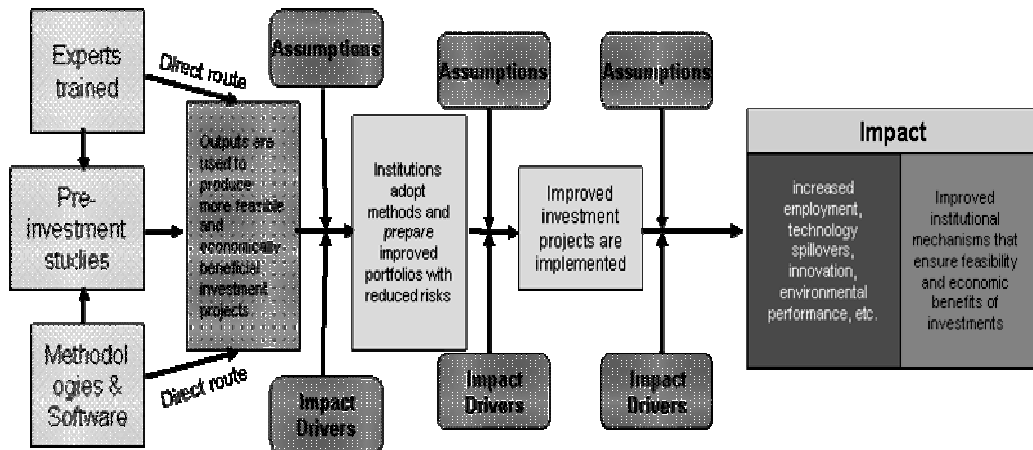 Experts
trained
Direct route
Pre-
investment
studies
Methodol
ogies &
Software
Direct route
Outputs are
used to
produce
more feasible
and
economically
beneficial
investment
projects
Assumptions
Impact
Drivers
Institutions
adopt
methods and
prepare
improved
portfolios with
reduced risks
Assumptions
Impact
Drivers
Improved
investment
projects are
implemented
Assumptions
Impact
Drivers
Impact
increased
employment,
technology
spillovers,
innovation,
environmental
performance, etc.
Improved
institutional
mechanisms that
ensure feasibility
and economic
benefits of
investments